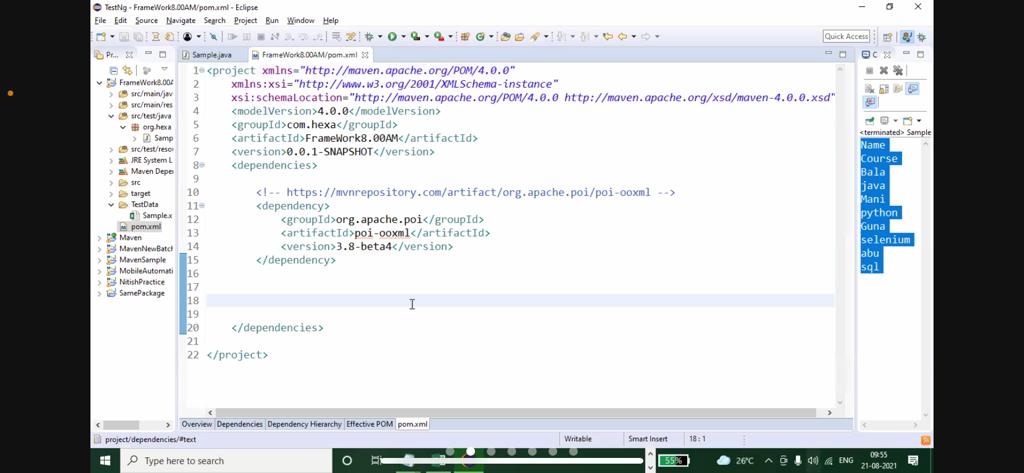 TestNg - FrameWork8.00AM/pom.xml - Eclipse
File Edit Source Navigate Search Project Run Window Help
Quick Access
Sample.java
FrameWork8.00AM/pom.xml
FrameWork8.00
src/main/jav
src/main/res
src/test/java
org.hexa
Samp
src/test/reso
JRE System L
Maven Depe
src
target
TestData
Sample.x
pom.xml
Maven
MavenNewBatch
MavenSample
MobileAutomati
NitishPractice
SamePackage
1 <project xmlns="http://maven.apache.org/POM/4.0.0"
2 xmlns:xsi="http://www.w3.org/2001/XMLSchema-instance"
3 xsi:schemaLocation="http://maven.apache.org/POM/4.0.0 http://maven.apache.org/xsd/maven-4.0.0.xsd"
4 <modelVersion>4.0.0</modelVersion>
5 <groupId>com.hexa</groupId>
6 <artifactId>FrameWork8.00AM</artifactId>
7 <version>0.0.1-SNAPSHOT</version>
8 <dependencies>
9
10 <!-- https://mvnrepository.com/artifact/org.apache.poi/poi-ooxml -->
11 <dependency>
12 <groupId>org.apache.poi</groupId>
13 <artifactId>poi-ooxml</artifactId>
14 <version>3.8-beta4</version>
15 </dependency>
16
17
18
19
20 </dependencies>
21
22 </project>
<terminated> Sample
Name
Course
Bala
java
Mani
python
Guna
selenium
abu
sql
Overview Dependencies Dependency Hierarchy Effective POM pom.xml
project/dependencies/#text
Writable
Smart Insert
18 : 1
Type here to search
55%
26°C
ENG
09:55
21-08-2021